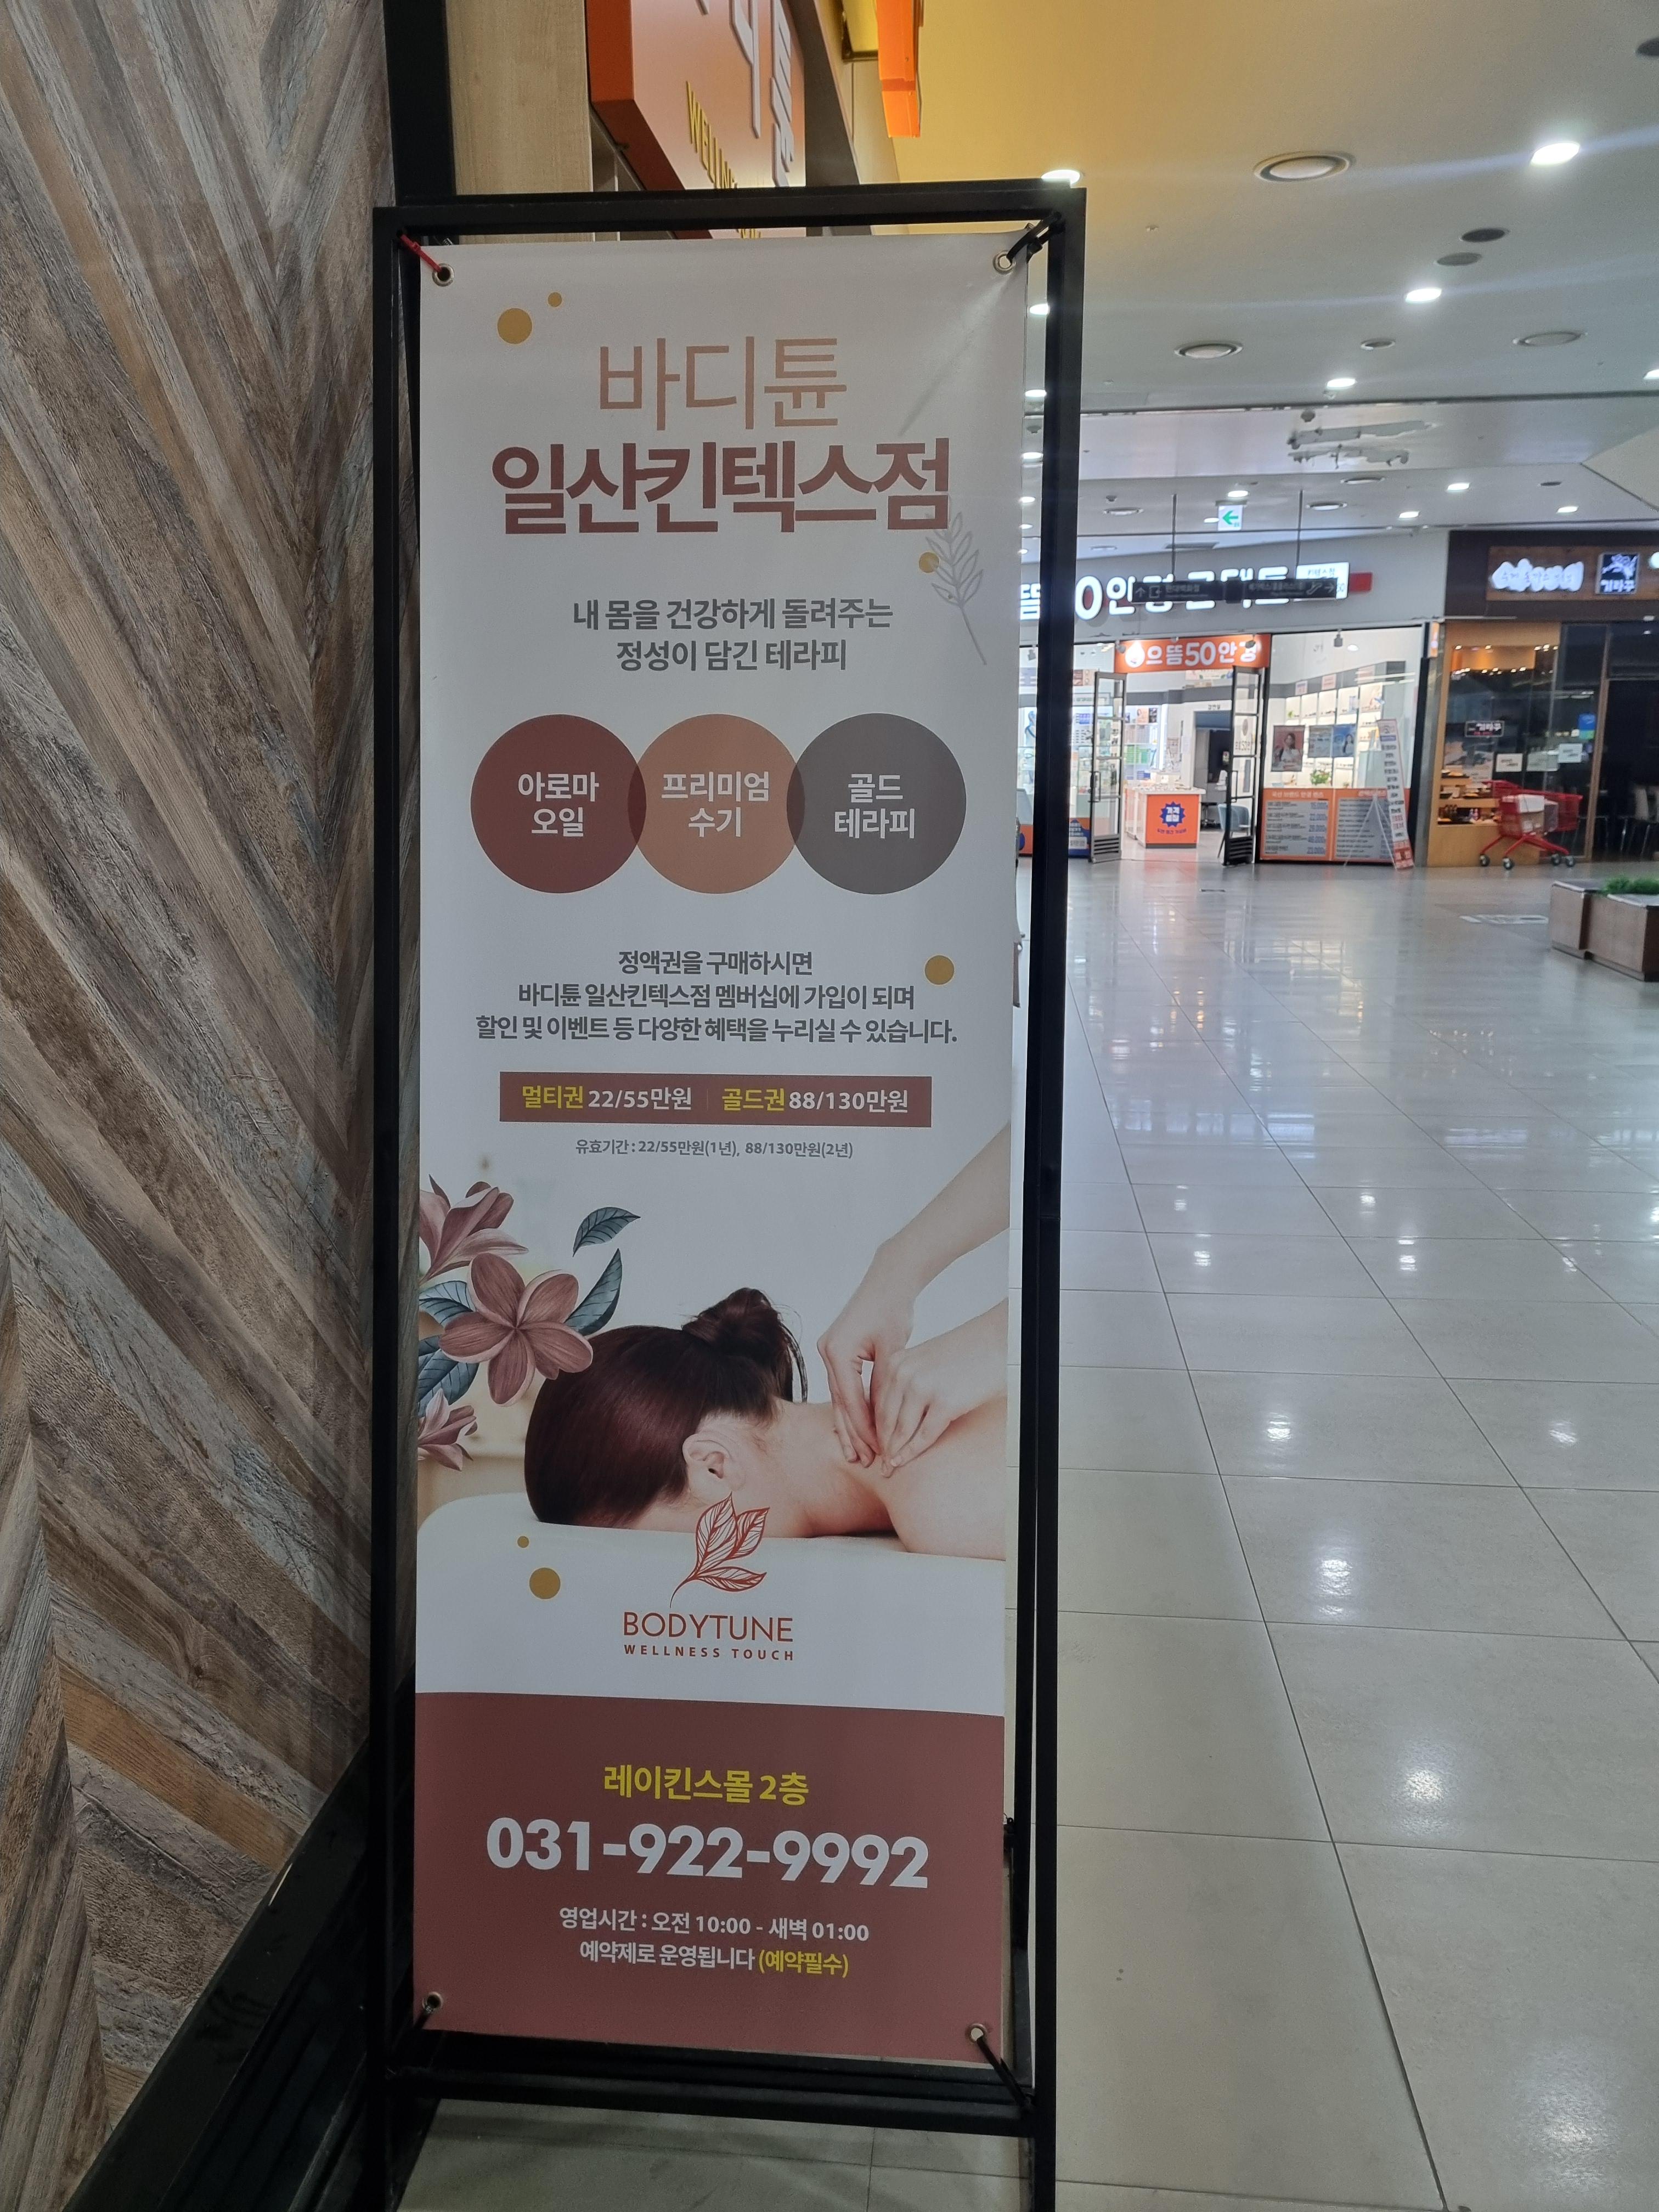 WELLN
바디튠
일산킨텍스점
내 몸을 건강하게 돌려주는
정성이 담긴 테라피
아로마
오일
프리미엄
수기
골드
테라피
정액권을 구매하시면
바디튠 일산킨텍스점 멤버십에 가입이 되며
할인 및 이벤트 등 다양한 혜택을 누리실 수 있습니다.
멀티권 22/55만원 골드권 88/130만원
유효기간 : 22/55만원(1년), 88/130만원(2년)
BODYTUNE
WELLNESS TOUCH
레이킨스몰 2층
031-922-9992
영업시간 : 오전 10:00 - 새벽 01:00
예약제로 운영됩니다 (예약필수)
으뜸50안경